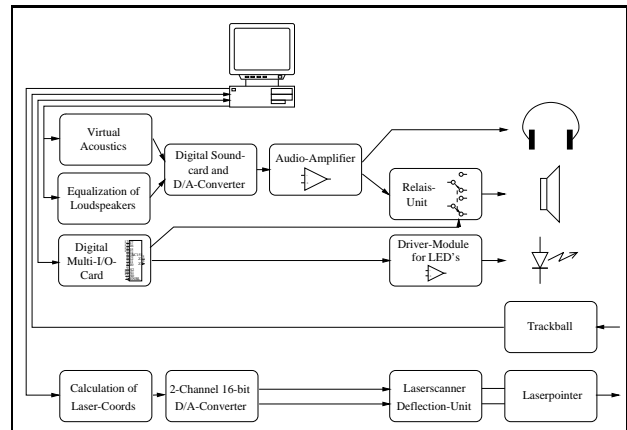 Virtual
Acoustics
Equalization of
Loudspeakers
Digital Sound-
card and
D/A-Converter
Audio-Amplifier
Relais-
Unit
Digital
Multi-I/O-
Card
Driver-Module
for LED's
Trackball
Calculation of
Laser-Coords
2-Channel 16-bit
D/A-Converter
Laserscanner
Deflection-Unit
Laserpointer